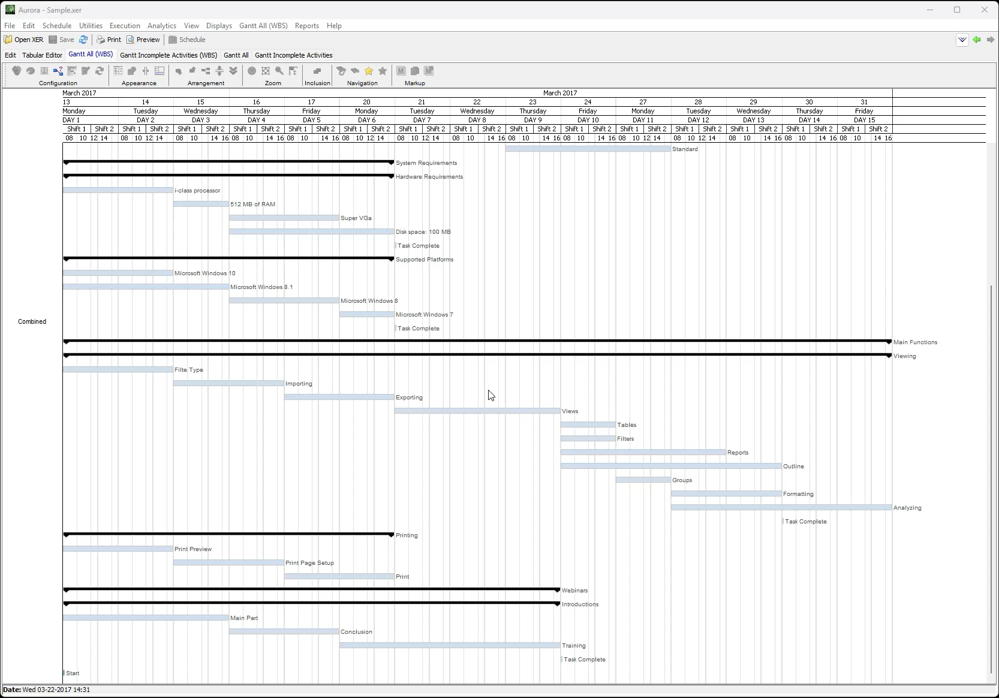 Aurora - Sample.xer
File Edit Schedule Utilities Execution Analytics View Displays Gantt All (WBS) Reports Help
Open XER Save Print Preview Schedule
Edit Tabular Editor Gantt All (WBS) Gantt Incomplete Activities (WBS) Gantt All Gantt Incomplete Activities
Configuration Appearance Arrangement Zoom Inclusion Navigation Markup
March 2017 March 2017
13 14 15 16 17 20 21 22 23 24 27 28 29 30 31
Monday Tuesday Wednesday Thursday Friday Monday Tuesday Wednesday Thursday Friday Monday Tuesday Wednesday Thursday Friday
DAY 1 DAY 2 DAY 3 DAY 4 DAY 5 DAY 6 DAY 7 DAY 8 DAY 9 DAY 10 DAY 11 DAY 12 DAY 13 DAY 14 DAY 15
Shift 1 Shift 2 Shift 1 Shift 2 Shift 1 Shift 2 Shift 1 Shift 2 Shift 1 Shift 2 Shift 1 Shift 2 Shift 1 Shift 2 Shift 1 Shift 2 Shift 1 Shift 2 Shift 1 Shift 2 Shift 1 Shift 2 Shift 1 Shift 2 Shift 1 Shift 2 Shift 1 Shift 2 Shift 1 Shift 2
08 10 12 14 08 10 12 14 08 10 14 16 08 10 14 16 08 10 14 16 08 10 12 14 08 10 12 14 08 10 14 16 08 10 14 16 08 10 14 16 08 10 12 14 08 10 12 14 08 10 14 16 08 10 14 16 08 10 14 16
Standard
System Requirements
Hardware Requirements
i-class processor
512 MB of RAM
Super VGa
Disk space: 100 MB
Task Complete
Supported Platforms
Microsoft Windows 10
Microsoft Windows 8.1
Microsoft Windows 8
Microsoft Windows 7
Combined
Task Complete
Main Functions
Viewing
Filte Type
Importing
Exporting
Views
Tables
Filters
Reports
Outline
Groups
Formatting
Analyzing
Task Complete
Printing
Print Preview
Print Page Setup
Print
Webinars
Introductions
Main Part
Conclusion
Training
Task Complete
Start
Date: Wed 03-22-2017 14:31